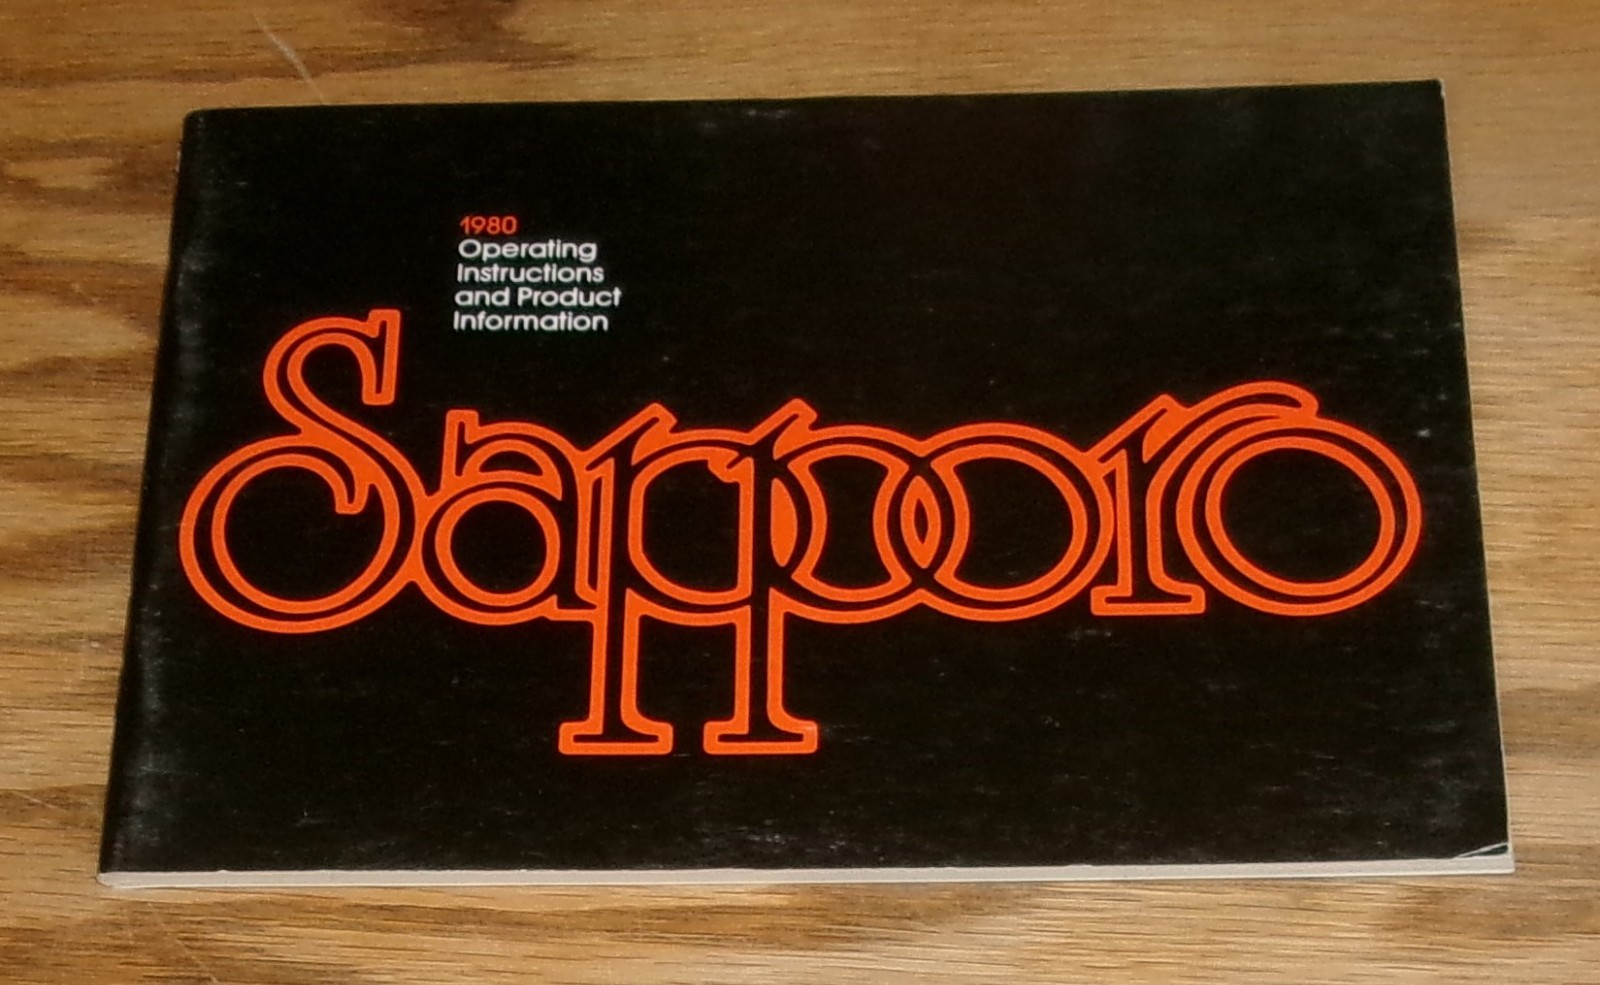 1980
Operating
Instructions
and Product
Information
Sapporo